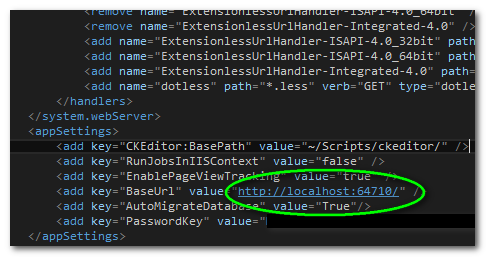 <remove name="ExtensionlessUrlHandler-ISAPI-4.0_64bit" />
<remove name="ExtensionlessUrlHandler-Integrated-4.0" />
<add name="ExtensionlessUrlHandler-ISAPI-4.0_32bit" path
<add name="ExtensionlessUrlHandler-ISAPI-4.0_64bit" path
<add name="ExtensionlessUrlHandler-Integrated-4.0" path=
<add name="dotless" path="*.less" verb="GET" type="dotle
</handlers>
</system.webServer>
<appSettings>
<add key="CKEditor:BasePath" value="~/Scripts/ckeditor/" />
<add key="RunJobsInIISContext" value="false" />
<add key="EnablePageViewTracking" value="true" />
<add key="BaseUrl" value="http://localhost:64710/" /
<add key="AutoMigrateDatabase" value="True"/>
<add key="PasswordKey" value="
</appSettings>